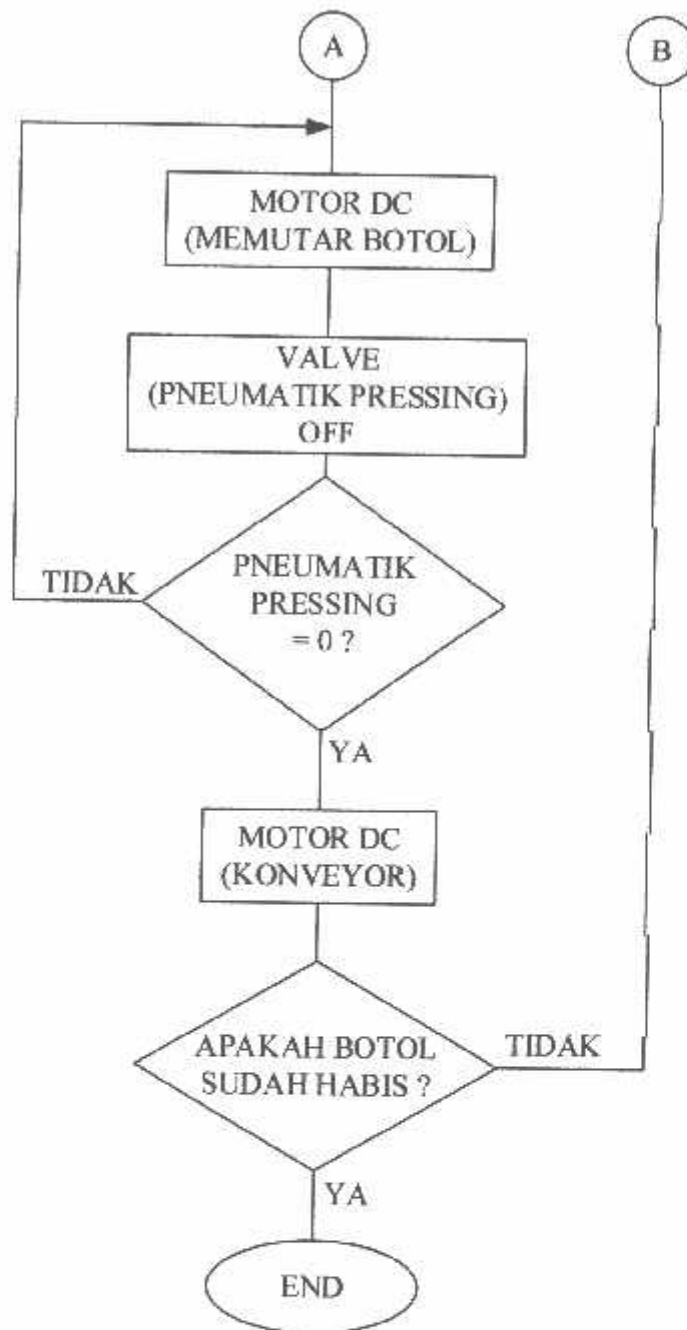 A
B
MOTOR DC
(MEMUTAR BOTOL)
VALVE
(PNEUMATIK PRESSING)
OFF
TIDAK
PNEUMATIK
PRESSING
= 0 ?
YA
MOTOR DC
(KONVEYOR)
APAKAH BOTOL
SUDAH HABIS ?
TIDAK
YA
END